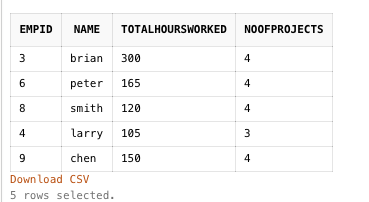 EMPID NAME TOTALHOURSWORKED NOOFPROJECTS
3 brian 300 4
6 peter 165 4
8 smith 120 4
4 larry 105 3
9 chen 150 4
Download CSV
5 rows selected.